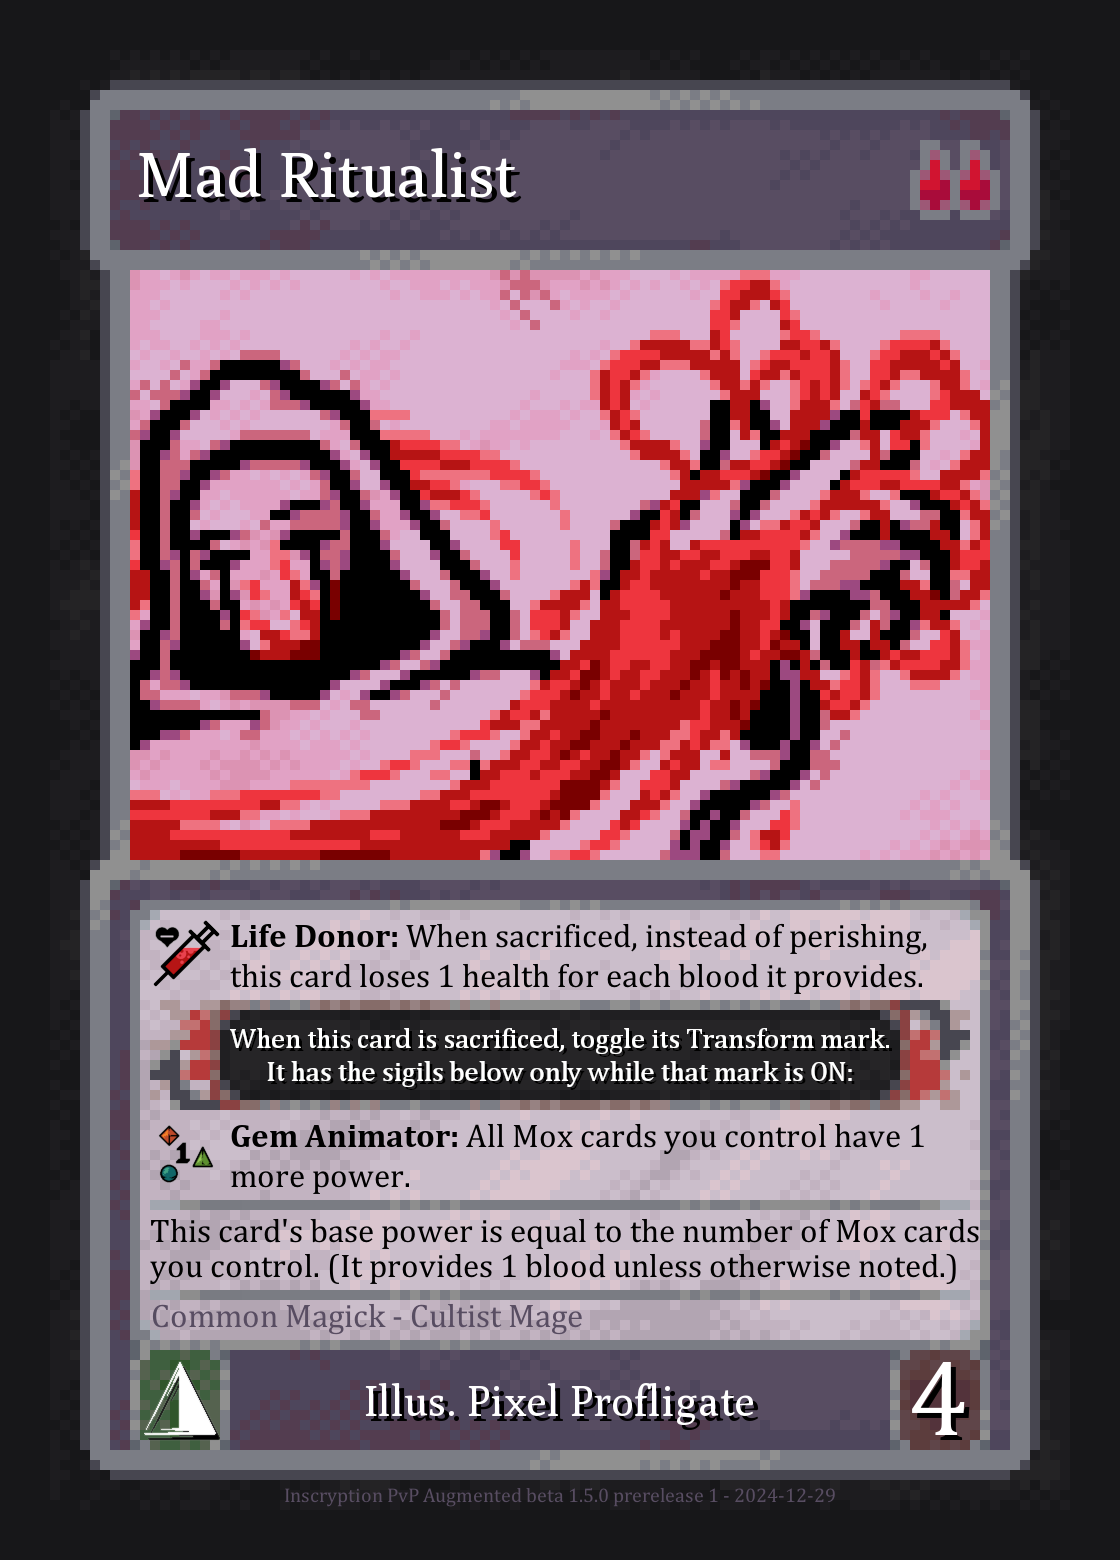 Mad Ritualist
Life Donor: When sacrificed, instead of perishing,
this card loses 1 health for each blood it provides.
When this card is sacrificed, toggle its Transform mark.
It has the sigils below only while that mark is ON:
1
Gem Animator: All Mox cards you control have 1
more power.
This card's base power is equal to the number of Mox cards
you control. (It provides 1 blood unless otherwise noted.)
Common Magick - Cultist Mage
Illus. Pixel Profligate
4
Inscryption PvP Augmented beta 1.5.0 prerelease 1 - 2024-12-29